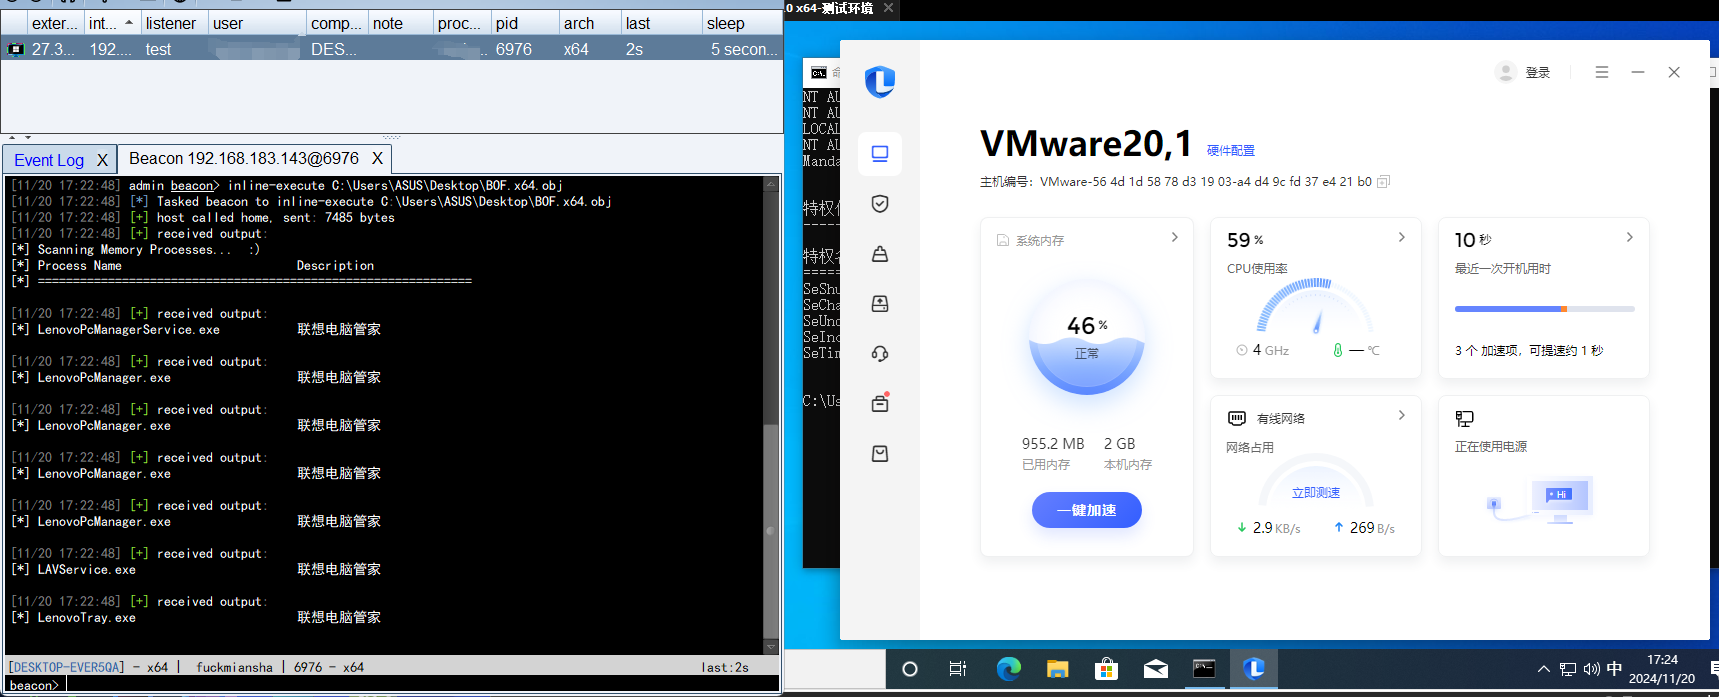 exter... int... listener user comp... note proc... pid arch last sleep
27.3... 192.... test DES... 6976 x64 2s 5 secon...
Event Log X Beacon 192.168.183.143@6976 X
[11/20 17:22:48] admin beacon> inline-execute C:\Users\ASUS\Desktop\BOF.x64.obj
[11/20 17:22:48] [*] Tasked beacon to inline-execute C:\Users\ASUS\Desktop\BOF.x64.obj
[11/20 17:22:48] [+] host called home, sent: 7485 bytes
[11/20 17:22:48] [+] received output:
[*] Scanning Memory Processes... :)
[*] Process Name Description
[*] ==============================================================
[11/20 17:22:48] [+] received output:
[*] LenovoPcManagerService.exe 联想电脑管家
[11/20 17:22:48] [+] received output:
[*] LenovoPcManager.exe 联想电脑管家
[11/20 17:22:48] [+] received output:
[*] LenovoPcManager.exe 联想电脑管家
[11/20 17:22:48] [+] received output:
[*] LenovoPcManager.exe 联想电脑管家
[11/20 17:22:48] [+] received output:
[*] LenovoPcManager.exe 联想电脑管家
[11/20 17:22:48] [+] received output:
[*] LAVService.exe 联想电脑管家
[11/20 17:22:48] [+] received output:
[*] LenovoTray.exe 联想电脑管家
[DESKTOP-EVER5QA] - x64 | fuckmiansha | 6976 - x64 last:2s
beacon>
0 x64-测试环境
NT AU
NT AU
LOCAL
NT AU
Manda
特权
特权
SeShu
SeCha
SeUnd
SeInc
SeTim
C:\Us
登录
VMware20,1 硬件配置
主机编号：VMware-56 4d 1d 58 78 d3 19 03-a4 d4 9c fd 37 e4 21 b0
系统内存
46%
正常
955.2 MB 2 GB
已用内存 本机内存
一键加速
59 %
CPU使用率
4 GHz — °C
10 秒
最近一次开机用时
3 个 加速项，可提速约 1 秒
有线网络
网络占用
立即测速
2.9 KB/s 269 B/s
正在使用电源
Hi
中
17:24
2024/11/20